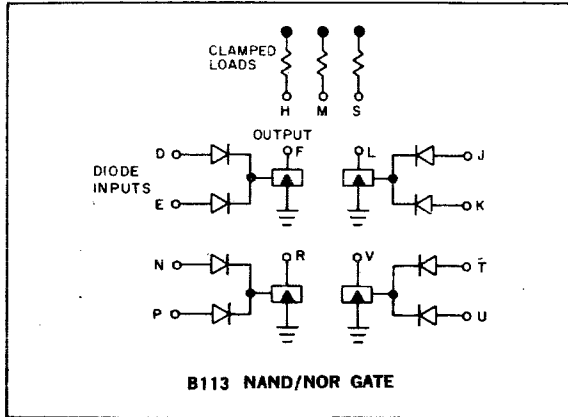 CLAMPED
LOADS
H M S
OUTPUT
D F L J
DIODE
INPUTS
E K
N R V T
P U
B113 NAND/NOR GATE